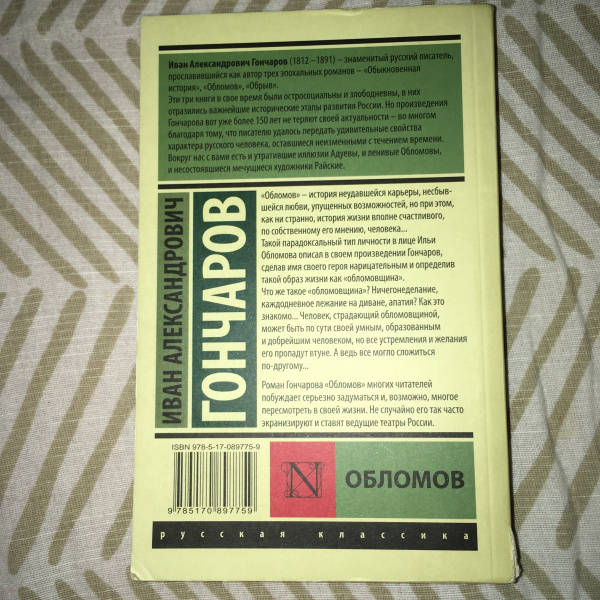 Иван Александрович Гончаров (1812 –1891) – знаменитый русский писатель,
прославившийся как автор трех эпохальных романов – «Обыкновенная
история», «Обломов», «Обрыв».
Эти три книги в свое время были остросоциальны и злободневны, в них
отразились важнейшие исторические этапы развития России. Но произведения
Гончарова вот уже более 150 лет не теряют своей актуальности – во многом
благодаря тому, что писателю удалось передать удивительные свойства
характера русского человека, оставшиеся неизменными с течением времени.
Вокруг нас с вами есть и утратившие иллюзии Адуевы, и ленивые Обломовы,
и несостоявшиеся мечущиеся художники Райские.
ИВАН АЛЕКСАНДРОВИЧ
ГОНЧАРОВ
«Обломов» – история неудавшейся карьеры, несбыв-
шейся любви, упущенных возможностей, но при этом,
как ни странно, история жизни вполне счастливого,
по собственному его мнению, человека...
Такой парадоксальный тип личности в лице Ильи
Обломова описал в своем произведении Гончаров,
сделав имя своего героя нарицательным и определив
такой образ жизни как «обломовщина».
Что же такое «обломовщина»? Ничегонеделание,
каждодневное лежание на диване, апатия? Как это
знакомо... Человек, страдающий обломовщиной,
может быть по сути своей умным, образованным
и добрейшим человеком, но все устремления и желания
его пропадут втуне. А ведь все могло сложиться
по-другому...
Роман Гончарова «Обломов» многих читателей
побуждает серьезно задуматься и, возможно, многое
пересмотреть в своей жизни. Не случайно его так часто
экранизируют и ставят ведущие театры России.
ISBN 978-5-17-089775-9
9 785170 897759
N
ОБЛОМОВ
русская классика